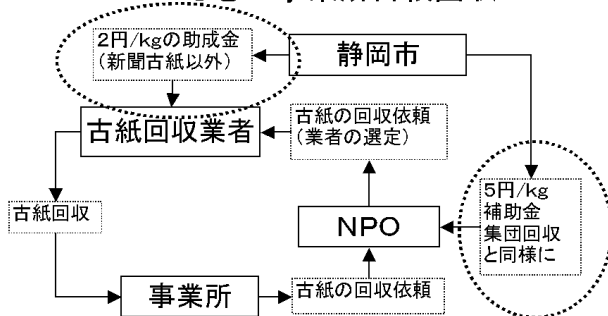 2円/kgの助成金
(新聞古紙以外)
静岡市
古紙回収業者
古紙の回収依頼
(業者の選定)
5円/kg
補助金
集団回収
と同様に
古紙回収
NPO
事業所
古紙の回収依頼